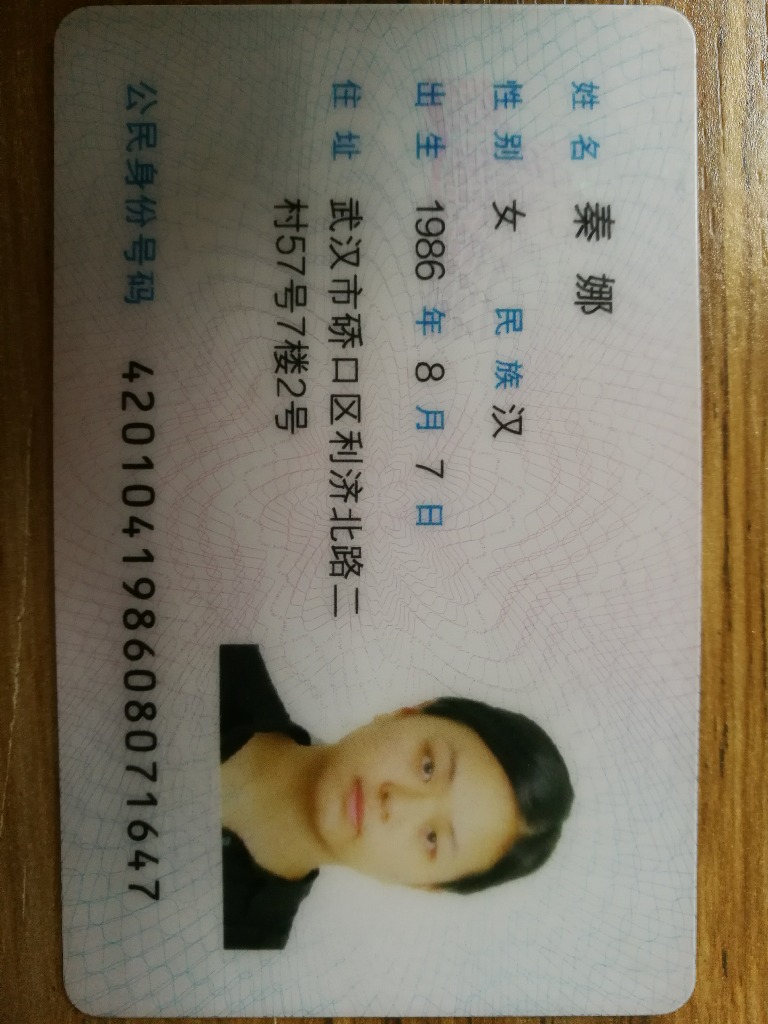 姓名 秦娜
性别 女 民族 汉
出生 1986 年 8 月 7 日
住址 武汉市硚口区利济北路二
村57号7楼2号
公民身份号码 420104198608071647